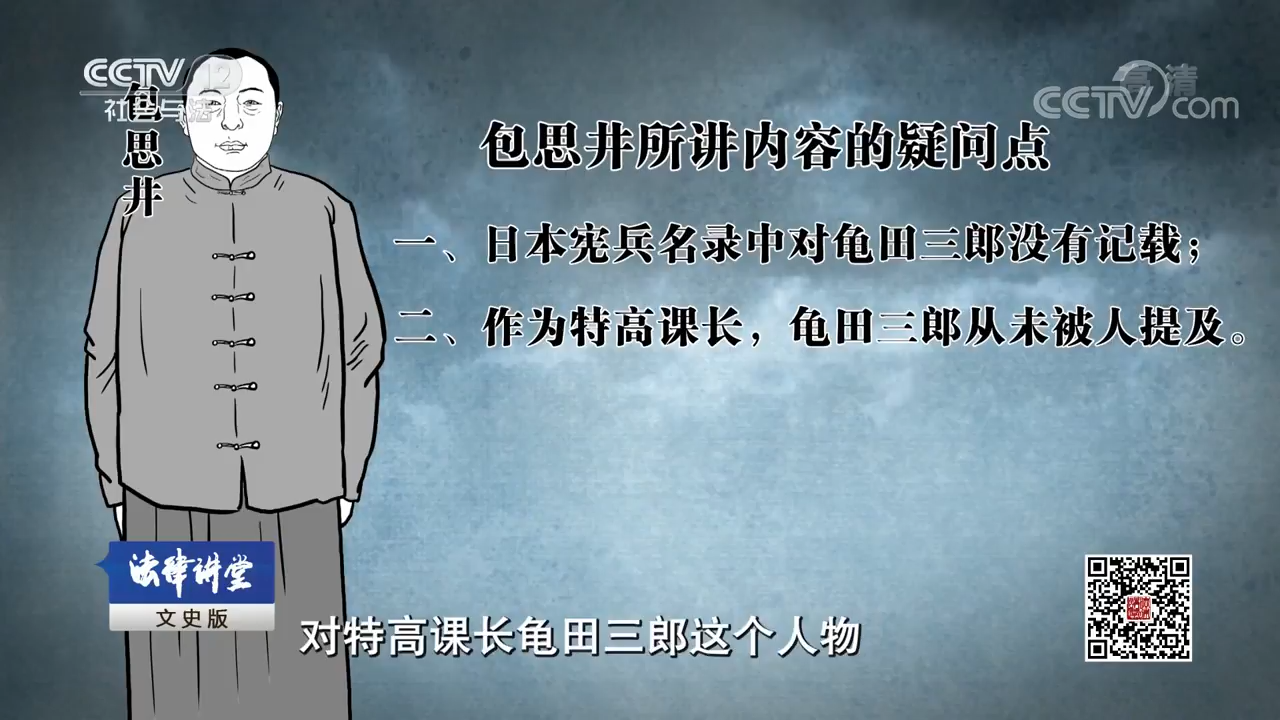 CCTV 12
社会与法
高清
CCTV.com
包思井
包思井所讲内容的疑问点
一、日本宪兵名录中对龟田三郎没有记载；
二、作为特高课长，龟田三郎从未被人提及。
法律讲堂
文史版
对特高课长龟田三郎这个人物